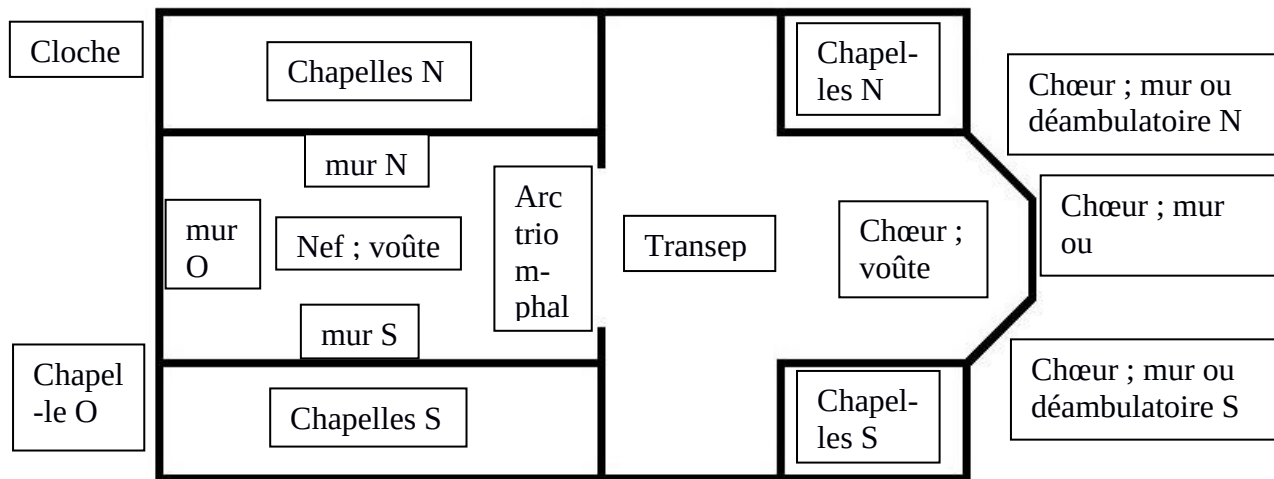 Cloche
Chapelles N
Chapel-
les N
Chœur ; mur ou
déambulatoire N
mur N
mur
O
Nef ; voûte
Arc
trio
m-
phal
Transep
Chœur ;
voûte
Chœur ; mur
ou
mur S
Chapel
-le O
Chapelles S
Chapel-
les S
Chœur ; mur ou
déambulatoire S